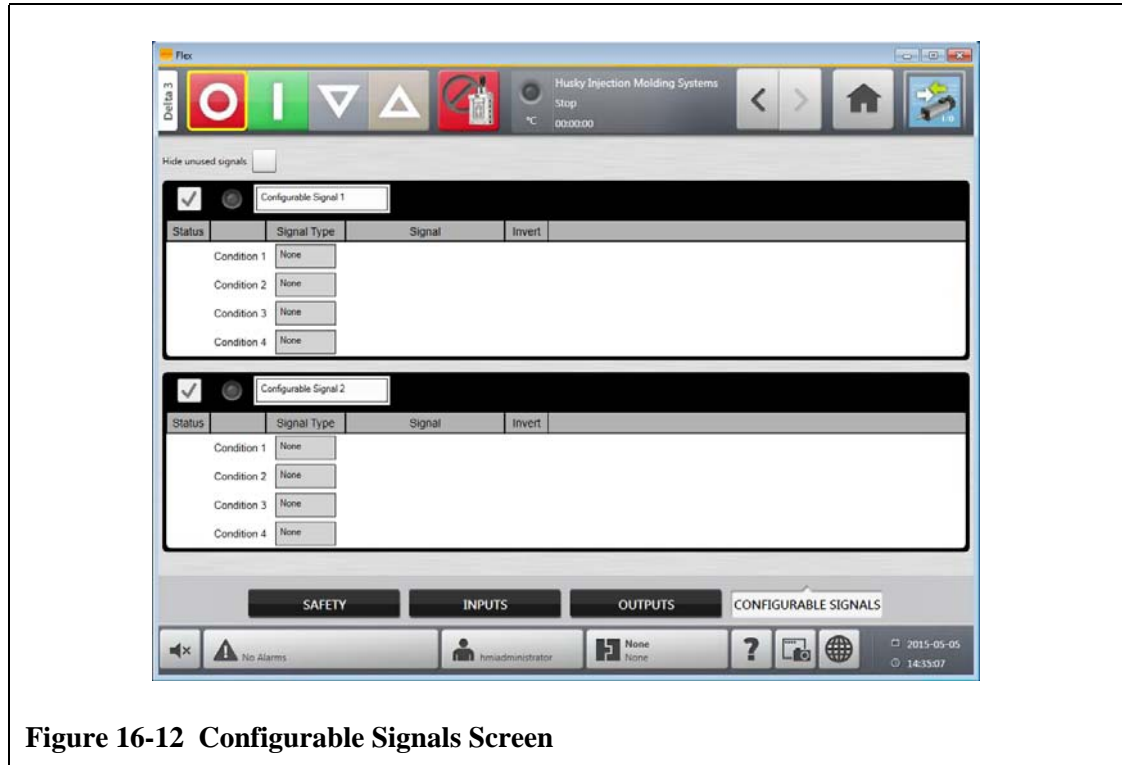 Flex
Delta 3
Husky Injection Molding Systems
Stop
°C 00:00:00
I/O
Hide unused signals
Configurable Signal 1
Status Signal Type Signal Invert
Condition 1 None
Condition 2 None
Condition 3 None
Condition 4 None
Configurable Signal 2
Status Signal Type Signal Invert
Condition 1 None
Condition 2 None
Condition 3 None
Condition 4 None
SAFETY INPUTS OUTPUTS CONFIGURABLE SIGNALS
No Alarms
hmiadministrator
None
None
?
2015-05-05
14:35:07
Figure 16-12 Configurable Signals Screen